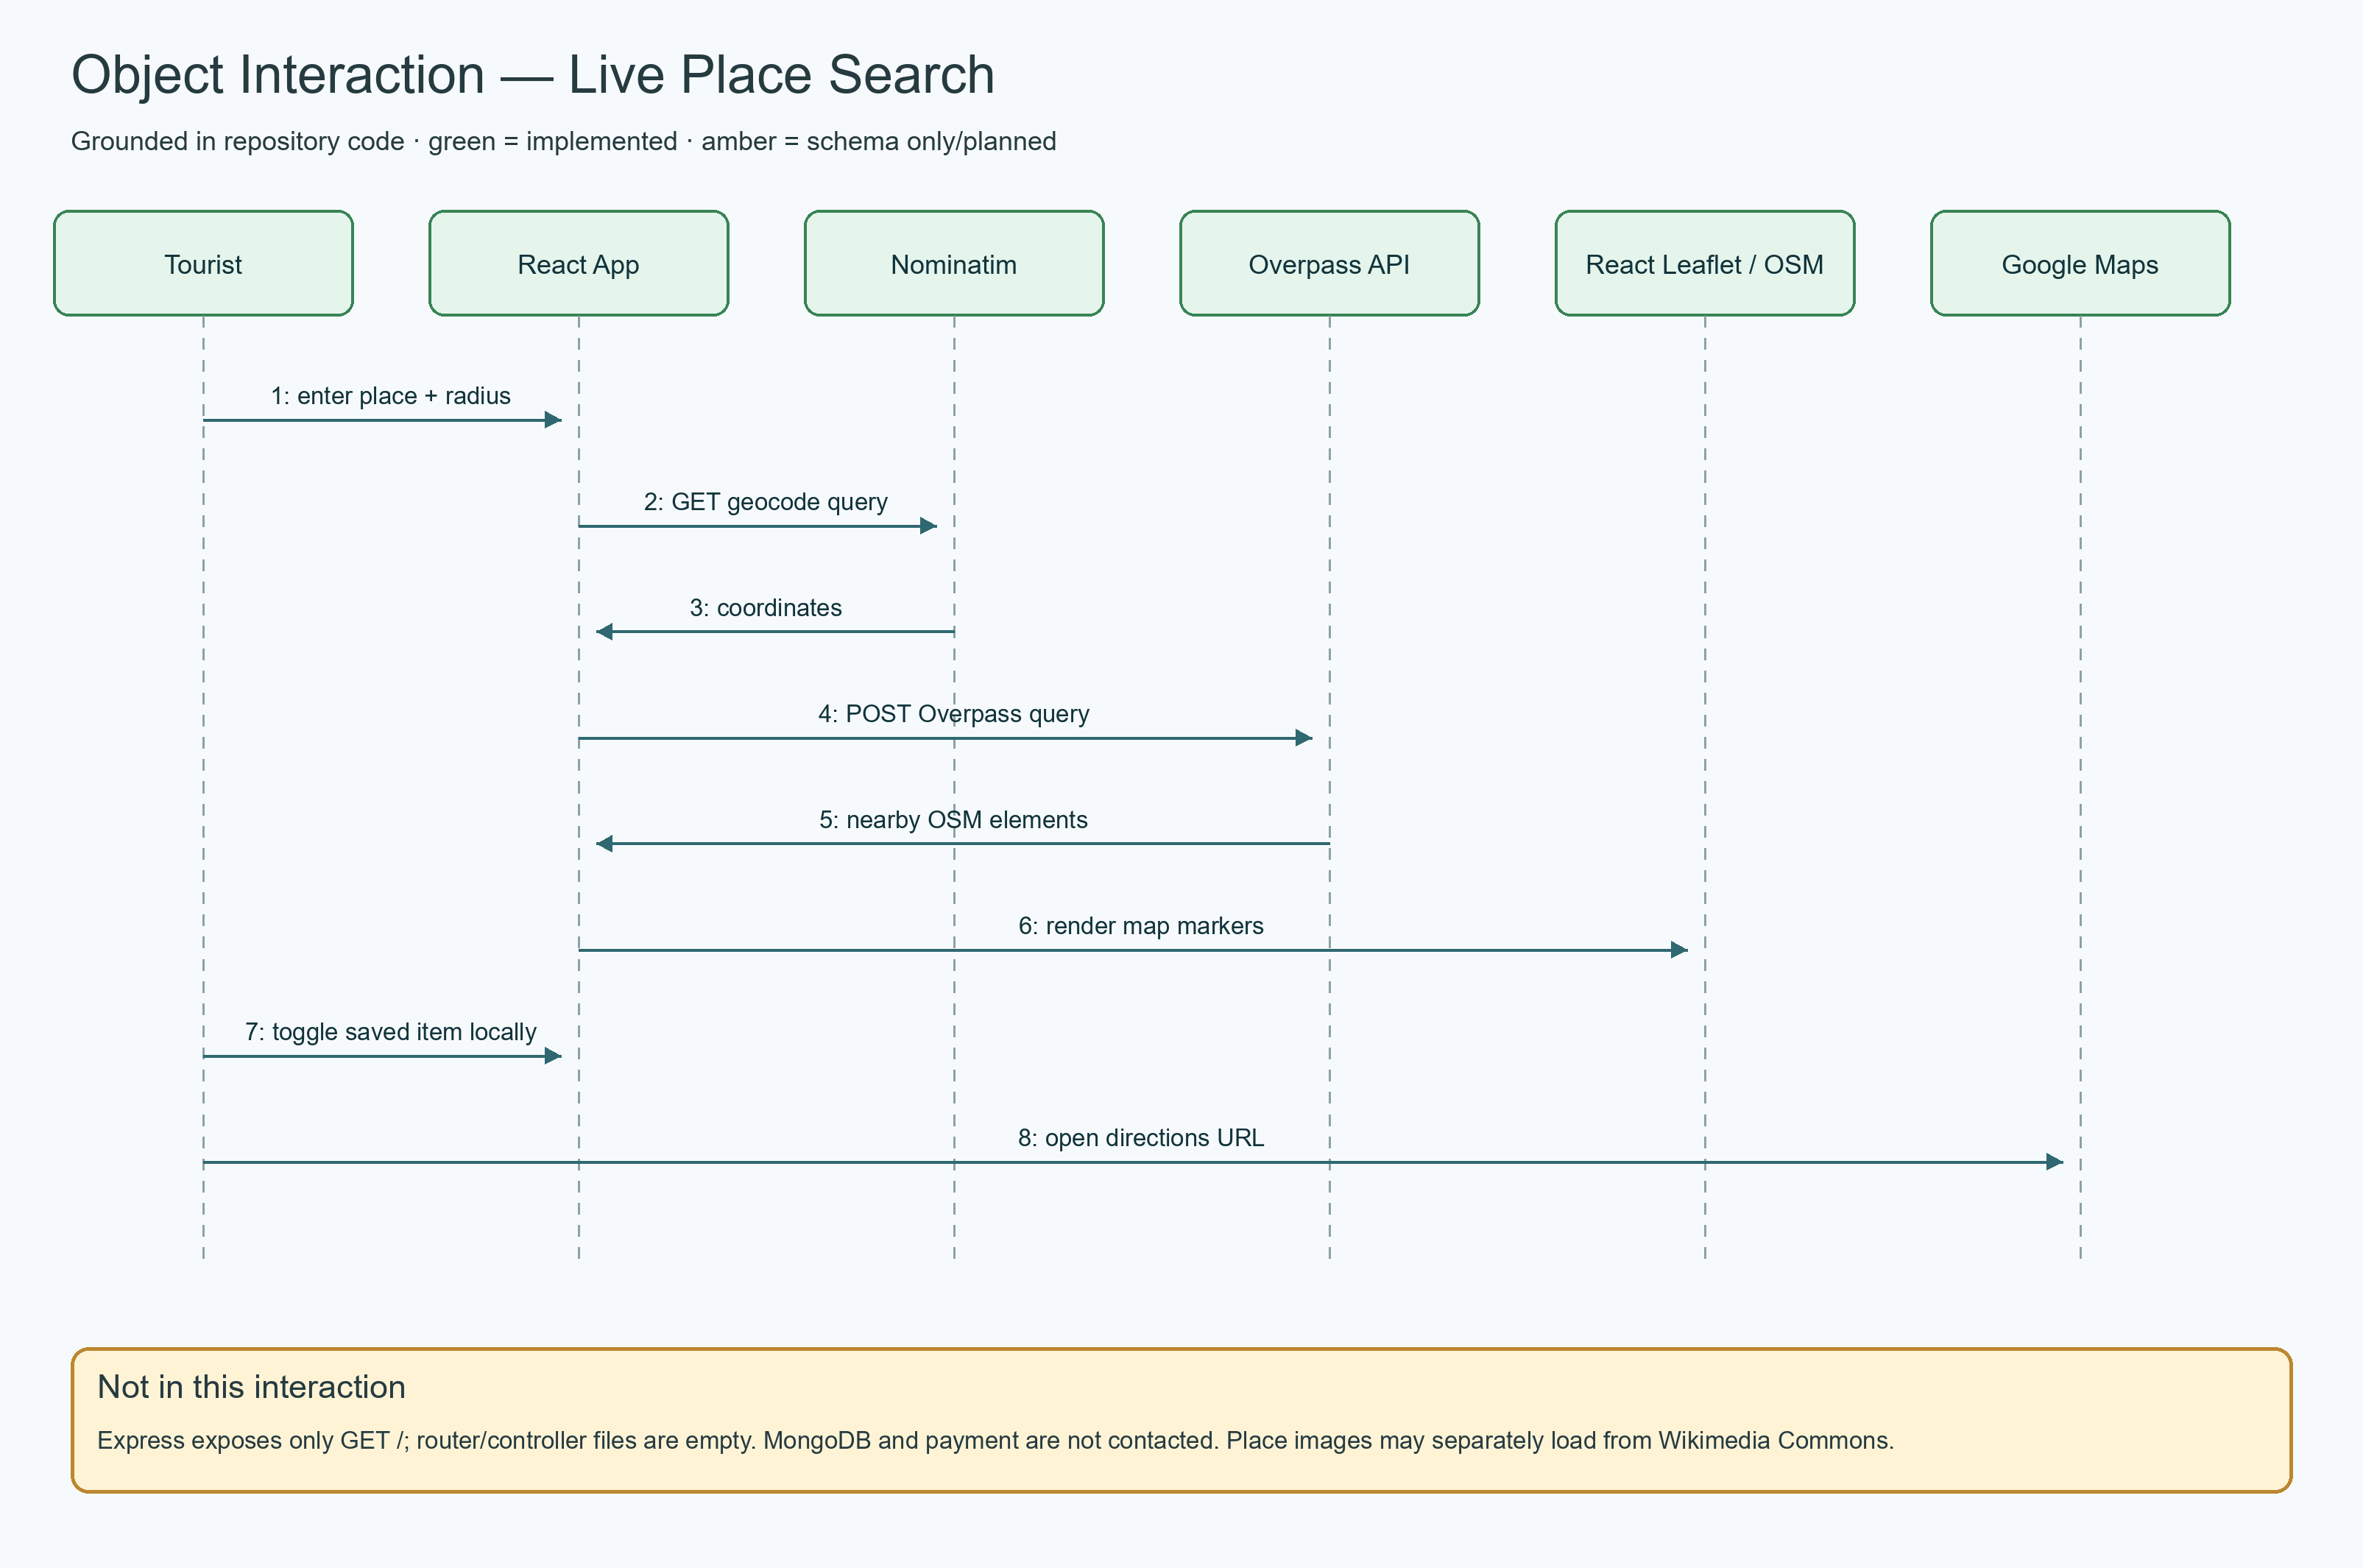 Object Interaction — Live Place Search
Grounded in repository code · green = implemented · amber = schema only/planned
Tourist
React App
Nominatim
Overpass API
React Leaflet / OSM
Google Maps
1: enter place + radius
2: GET geocode query
3: coordinates
4: POST Overpass query
5: nearby OSM elements
6: render map markers
7: toggle saved item locally
8: open directions URL
Not in this interaction
Express exposes only GET /; router/controller files are empty. MongoDB and payment are not contacted. Place images may separately load from Wikimedia Commons.